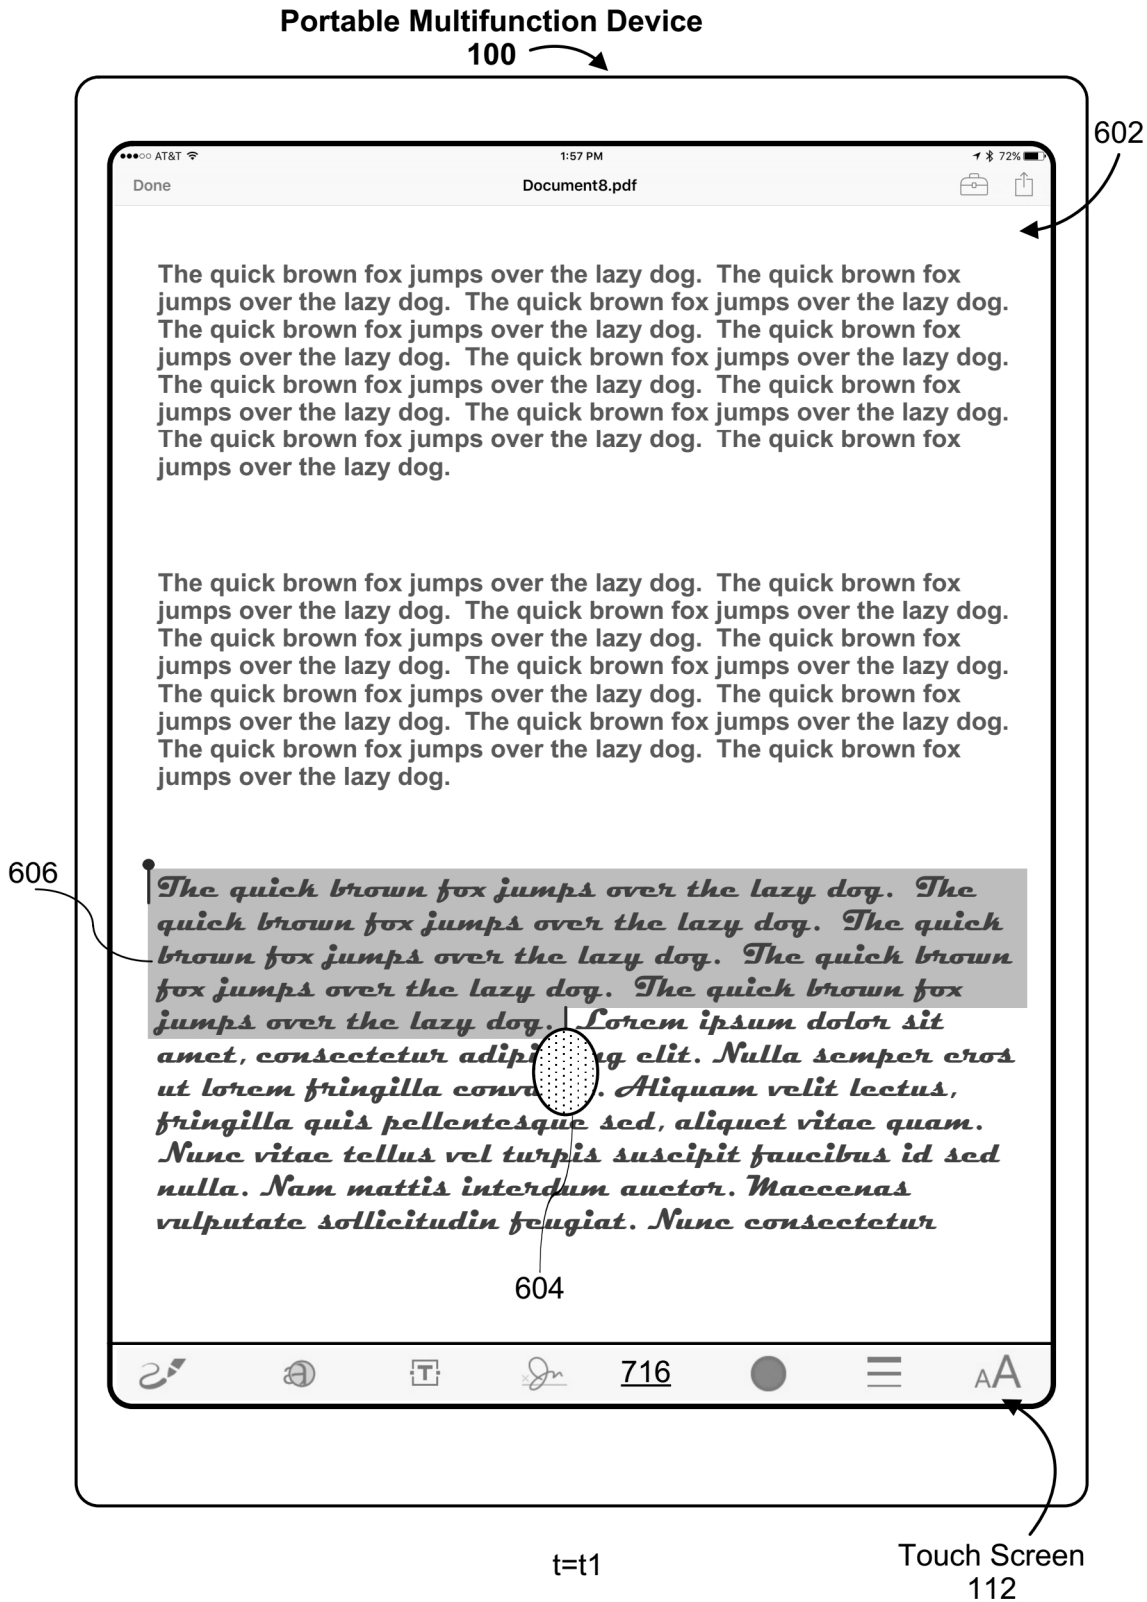 Portable Multifunction Device
100
602
AT&T 1:57 PM 72%
Done Document8.pdf
The quick brown fox jumps over the lazy dog.  The quick brown fox
jumps over the lazy dog.  The quick brown fox jumps over the lazy dog.
The quick brown fox jumps over the lazy dog.  The quick brown fox
jumps over the lazy dog.  The quick brown fox jumps over the lazy dog.
The quick brown fox jumps over the lazy dog.  The quick brown fox
jumps over the lazy dog.  The quick brown fox jumps over the lazy dog.
The quick brown fox jumps over the lazy dog.  The quick brown fox
jumps over the lazy dog.
The quick brown fox jumps over the lazy dog.  The quick brown fox
jumps over the lazy dog.  The quick brown fox jumps over the lazy dog.
The quick brown fox jumps over the lazy dog.  The quick brown fox
jumps over the lazy dog.  The quick brown fox jumps over the lazy dog.
The quick brown fox jumps over the lazy dog.  The quick brown fox
jumps over the lazy dog.  The quick brown fox jumps over the lazy dog.
The quick brown fox jumps over the lazy dog.  The quick brown fox
jumps over the lazy dog.
606
The quick brown fox jumps over the lazy dog.  The
quick brown fox jumps over the lazy dog.  The quick
brown fox jumps over the lazy dog.  The quick brown
fox jumps over the lazy dog.  The quick brown fox
jumps over the lazy dog.  Lorem ipsum dolor sit
amet, consectetur elit. Nulla semper eros
ut lorem fringilla Aliquam velit lectus,
fringilla quis pellentesque sed, aliquet vitae quam.
Nunc vitae tellus vel turpis suscipit faucibus id sed
nulla. Nam mattis interdum auctor. Maecenas
vulputate sollicitudin feugiat. Nunc consectetur
604
a T x Jn 716 AA
Touch Screen
112
t=t1